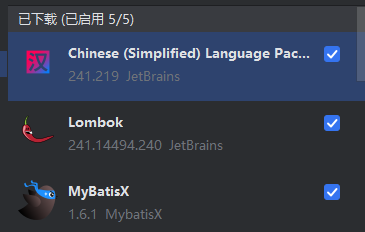 已下载 (已启用 5/5)
汉
Chinese (Simplified) Language Pac...
241.219 JetBrains
Lombok
241.14494.240 JetBrains
MyBatisX
1.6.1 MybatisX